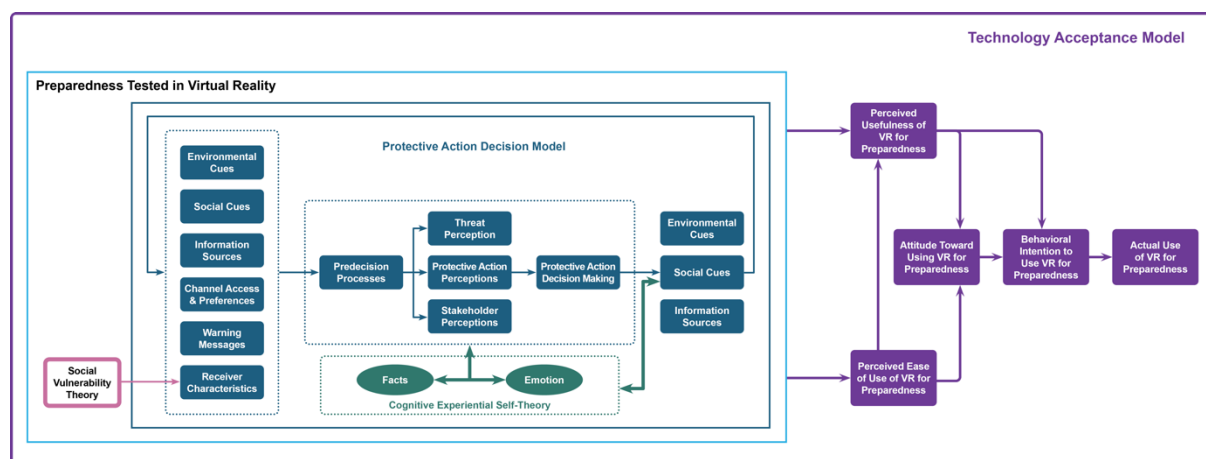 Technology Acceptance Model
Preparedness Tested in Virtual Reality
Protective Action Decision Model
Environmental
Cues
Social Cues
Information
Sources
Channel Access
& Preferences
Warning
Messages
Receiver
Characteristics
Social
Vulnerability
Theory
Predecision
Processes
Threat
Perception
Protective Action
Perceptions
Stakeholder
Perceptions
Protective Action
Decision Making
Environmental
Cues
Social Cues
Information
Sources
Facts
Emotion
Cognitive Experiential Self-Theory
Perceived
Usefulness of
VR for
Preparedness
Attitude Toward
Using VR for
Preparedness
Behavioral
Intention to
Use VR for
Preparedness
Actual Use
of VR for
Preparedness
Perceived Ease
of Use of VR for
Preparedness